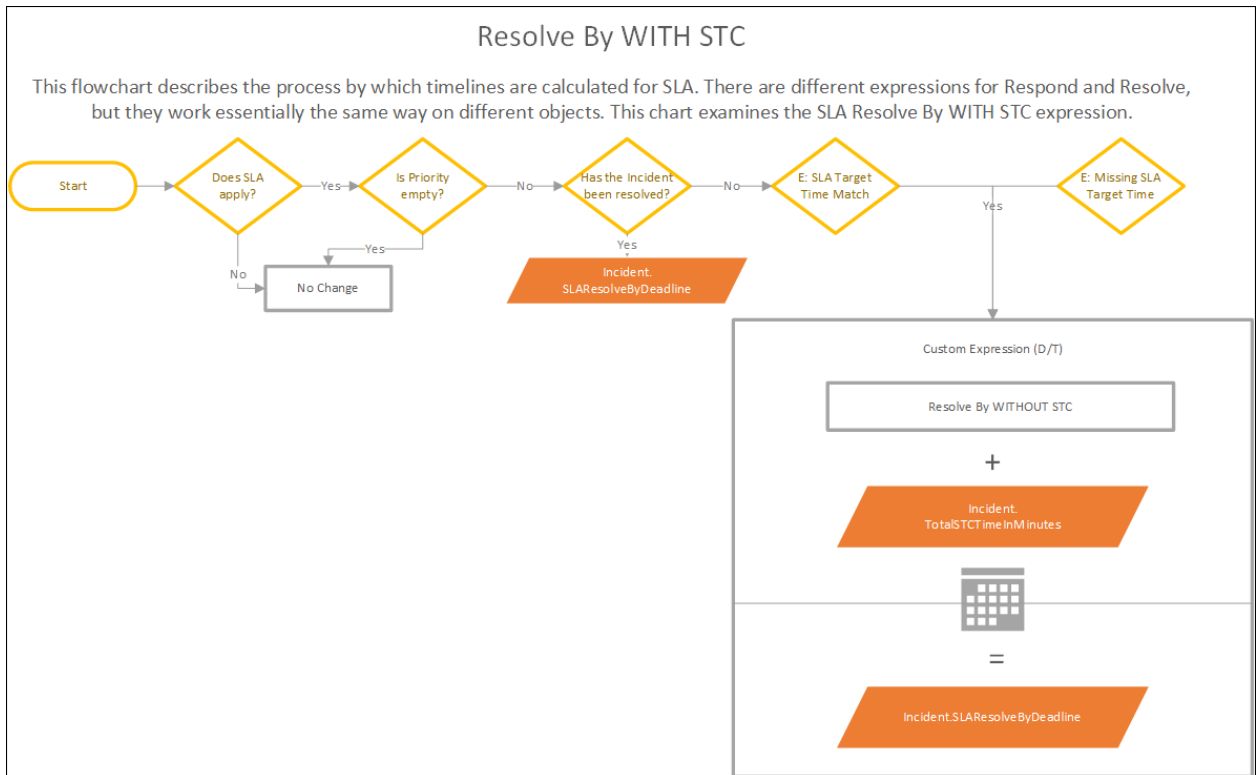 Resolve By WITH STC
This flowchart describes the process by which timelines are calculated for SLA. There are different expressions for Respond and Resolve,
but they work essentially the same way on different objects. This chart examines the SLA Resolve By WITH STC expression.
Start
Does SLA
apply?
Yes
Is Priority
empty?
No
Has the Incident
been resolved?
No
E: SLA Target
Time Match
Yes
E: Missing SLA
Target Time
No
Yes
Yes
No Change
Incident.
SLAResolveByDeadline
Custom Expression (D/T)
Resolve By WITHOUT STC
+
Incident.
TotalSTCTimeInMinutes
=
Incident.SLAResolveByDeadline